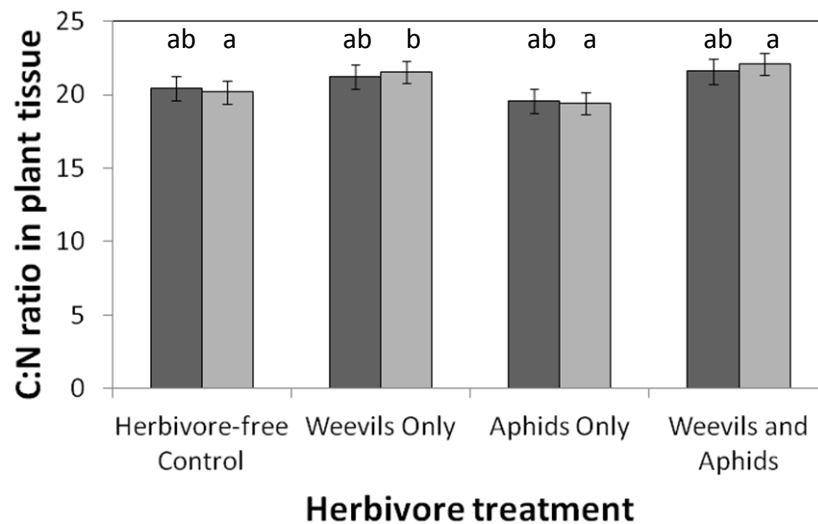 25
ab a ab b ab a ab a
20
15
10
5
0
C:N ratio in plant tissue
Herbivore-free Weevils Only Aphids Only Weevils and
Control Aphids
Herbivore treatment